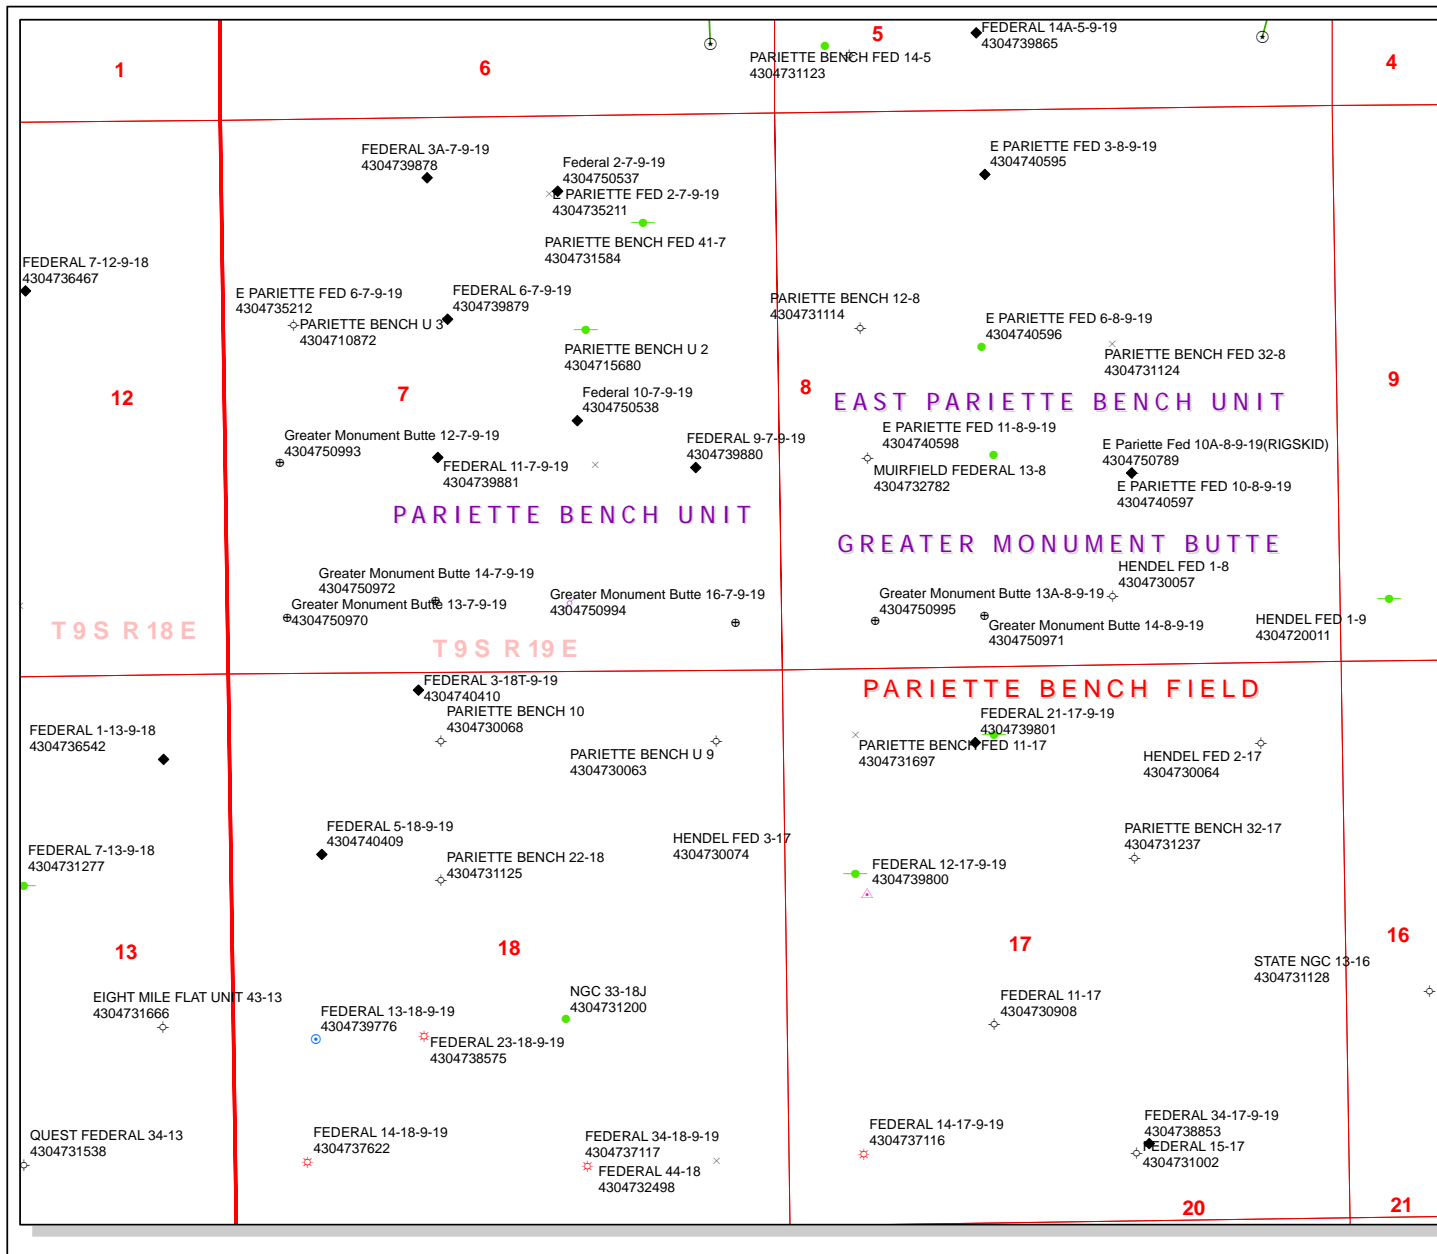 FEDERAL 14A-5-9-19
4304739865
5
PARIETTE BENCH FED 14-5
4304731123
1
6
4
FEDERAL 3A-7-9-19
4304739878
Federal 2-7-9-19
4304750537
E PARIETTE FED 2-7-9-19
4304735211
E PARIETTE FED 3-8-9-19
4304740595
PARIETTE BENCH FED 41-7
4304731584
FEDERAL 7-12-9-18
4304736467
E PARIETTE FED 6-7-9-19
4304735212
FEDERAL 6-7-9-19
4304739879
PARIETTE BENCH U 3
4304710872
PARIETTE BENCH 12-8
4304731114
E PARIETTE FED 6-8-9-19
4304740596
PARIETTE BENCH U 2
4304715680
PARIETTE BENCH FED 32-8
4304731124
12
7
Federal 10-7-9-19
4304750538
8
9
EAST PARIETTE BENCH UNIT
Greater Monument Butte 12-7-9-19
4304750993
FEDERAL 11-7-9-19
4304739881
FEDERAL 9-7-9-19
4304739880
E PARIETTE FED 11-8-9-19
4304740598
MUIRFIELD FEDERAL 13-8
4304732782
E Pariette Fed 10A-8-9-19(RIGSKID)
4304750789
E PARIETTE FED 10-8-9-19
4304740597
PARIETTE BENCH UNIT
GREATER MONUMENT BUTTE
HENDEL FED 1-8
4304730057
Greater Monument Butte 14-7-9-19
4304750972
Greater Monument Butte 13-7-9-19
4304750970
Greater Monument Butte 16-7-9-19
4304750994
Greater Monument Butte 13A-8-9-19
4304750995
Greater Monument Butte 14-8-9-19
4304750971
HENDEL FED 1-9
4304720011
T9S R18E
T9S R19E
FEDERAL 3-18T-9-19
4304740410
PARIETTE BENCH FIELD
PARIETTE BENCH 10
4304730068
FEDERAL 21-17-9-19
4304739801
FEDERAL 1-13-9-18
4304736542
PARIETTE BENCH U 9
4304730063
PARIETTE BENCH FED 11-17
4304731697
HENDEL FED 2-17
4304730064
FEDERAL 5-18-9-19
4304740409
HENDEL FED 3-17
4304730074
PARIETTE BENCH 32-17
4304731237
FEDERAL 7-13-9-18
4304731277
PARIETTE BENCH 22-18
4304731125
FEDERAL 12-17-9-19
4304739800
13
18
17
16
STATE NGC 13-16
4304731128
EIGHT MILE FLAT UNIT 43-13
4304731666
FEDERAL 13-18-9-19
4304739776
NGC 33-18J
4304731200
FEDERAL 11-17
4304730908
FEDERAL 23-18-9-19
4304738575
QUEST FEDERAL 34-13
4304731538
FEDERAL 14-18-9-19
4304737622
FEDERAL 34-18-9-19
4304737117
FEDERAL 44-18
4304732498
FEDERAL 14-17-9-19
4304737116
FEDERAL 34-17-9-19
4304738853
FEDERAL 15-17
4304731002
20
21